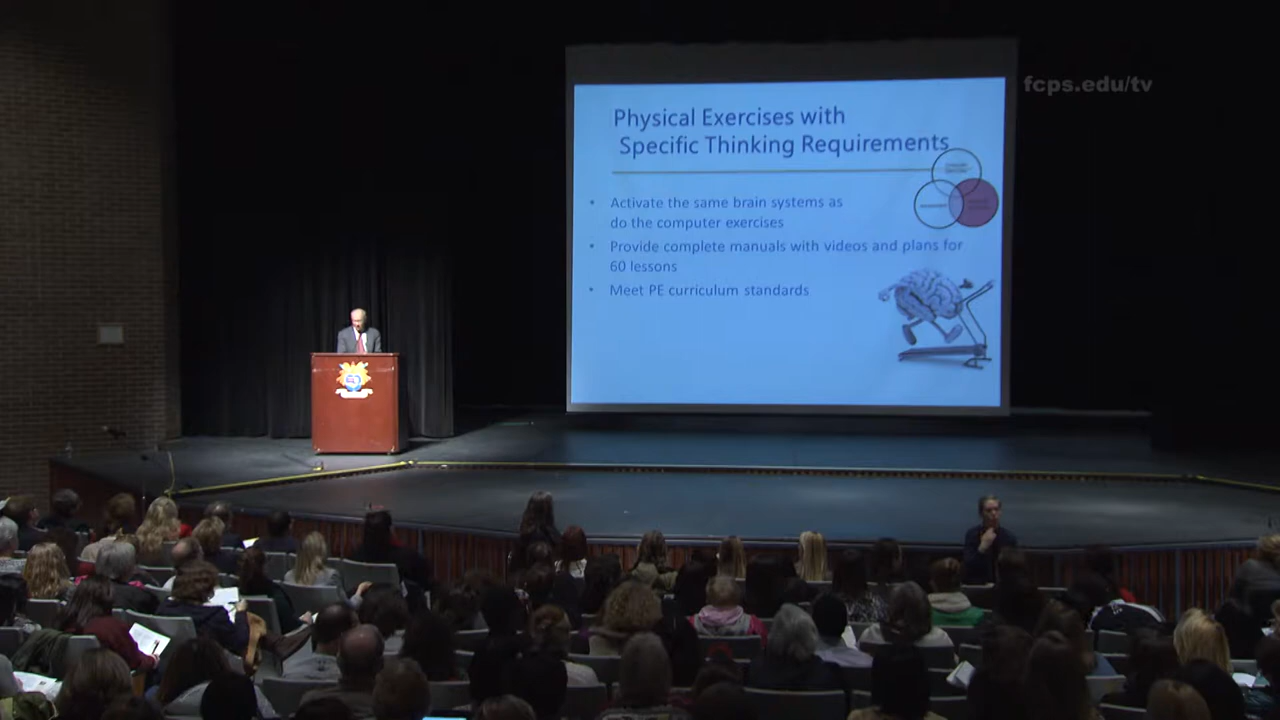 fcps.edu/tv
Physical Exercises with
Specific Thinking Requirements
• Activate the same brain systems as
do the computer exercises
• Provide complete manuals with videos and plans for
60 lessons
• Meet PE curriculum standards